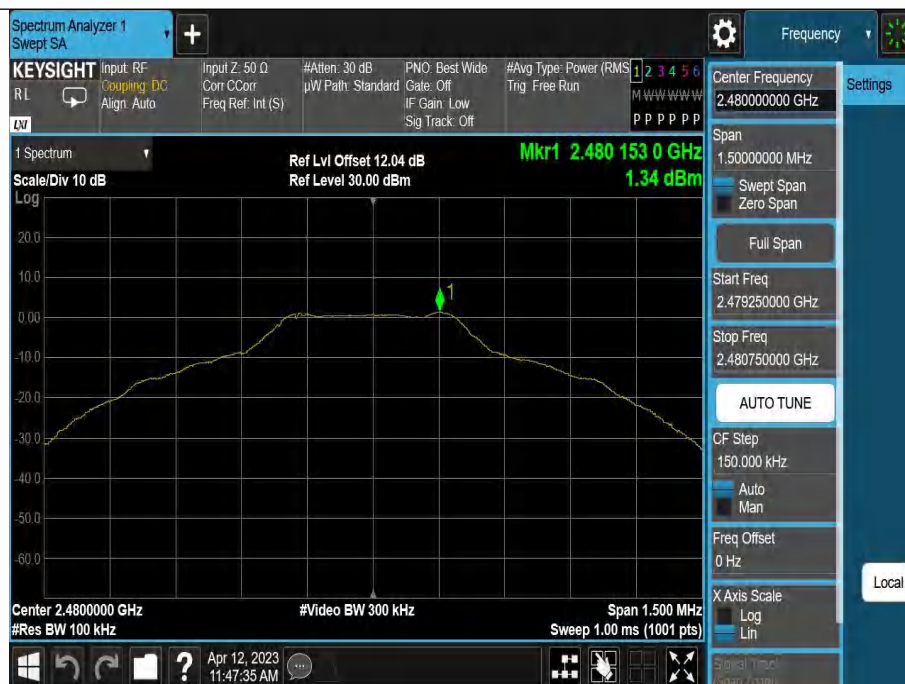 Spectrum Analyzer 1
Swept SA
+
Frequency
KEYSIGHT
R L
LXI
Input: RF
Coupling: DC
Align: Auto
Input Z: 50 Ω
Corr CCorr
Freq Ref: Int (S)
#Atten: 30 dB
µW Path: Standard
PNO: Best Wide
Gate: Off
IF Gain: Low
Sig Track: Off
#Avg Type: Power (RMS
Trig: Free Run
1 2 3 4 5 6
M W W W W W
P P P P P P
1 Spectrum
Scale/Div 10 dB
Ref Lvl Offset 12.04 dB
Ref Level 30.00 dBm
Mkr1 2.480 153 0 GHz
1.34 dBm
Log
20.0
10.0
0.00
-10.0
-20.0
-30.0
-40.0
-50.0
-60.0
1
Center 2.4800000 GHz
#Res BW 100 kHz
#Video BW 300 kHz
Span 1.500 MHz
Sweep 1.00 ms (1001 pts)
Center Frequency
2.480000000 GHz
Settings
Span
1.50000000 MHz
Swept Span
Zero Span
Full Span
Start Freq
2.479250000 GHz
Stop Freq
2.480750000 GHz
AUTO TUNE
CF Step
150.000 kHz
Auto
Man
Freq Offset
0 Hz
Local
X Axis Scale
Log
Lin
Signal Track
?
Apr 12, 2023
11:47:35 AM